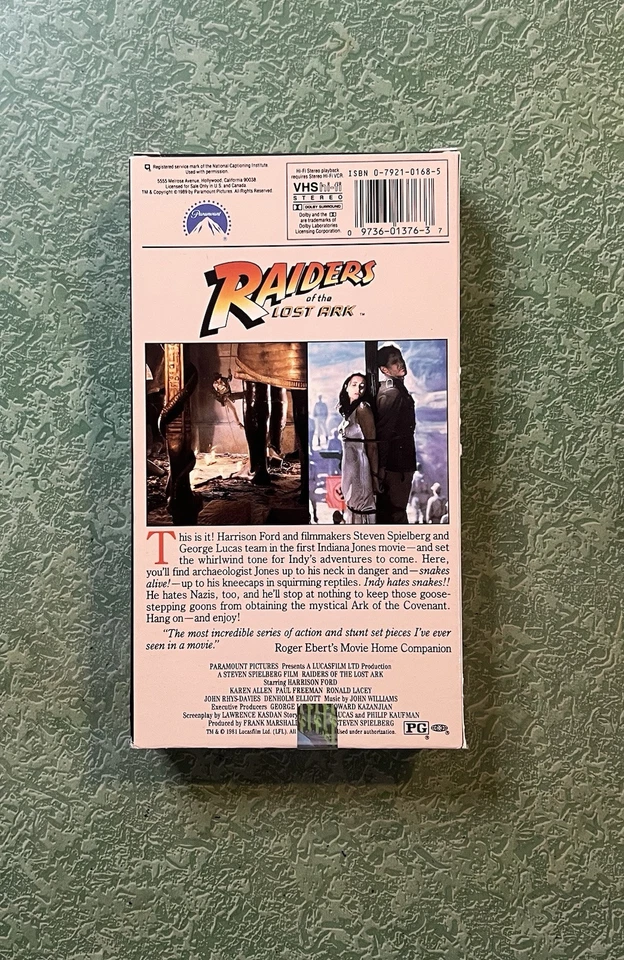 Registered service mark of the National Captioning Institute
Used with permission.
5555 Melrose Avenue, Hollywood, California 90038
Licensed for Sale Only in U.S. and Canada
TM & Copyright © 1989 by Paramount Pictures. All Rights Reserved
Paramount
Hi-Fi Stereo playback
requires Stereo Hi-Fi VCR
VHS hi-fi
STEREO
DOLBY SURROUND
Dolby and the
are trademarks of
Dolby Laboratories
Licensing Corporation.
ISBN 0-7921-0168-5
0 9736-01376-3 7
RAIDERS
of the
LOST ARK ™
This is it! Harrison Ford and filmmakers Steven Spielberg and
George Lucas team in the first Indiana Jones movie—and set
the whirlwind tone for Indy's adventures to come. Here,
you'll find archaeologist Jones up to his neck in danger and—snakes
alive!—up to his kneecaps in squirming reptiles. Indy hates snakes!!
He hates Nazis, too, and he'll stop at nothing to keep those goose-
stepping goons from obtaining the mystical Ark of the Covenant.
Hang on—and enjoy!
"The most incredible series of action and stunt set pieces I've ever
seen in a movie."
Roger Ebert's Movie Home Companion
PARAMOUNT PICTURES Presents A LUCASFILM LTD Production
A STEVEN SPIELBERG FILM RAIDERS OF THE LOST ARK
Starring HARRISON FORD
KAREN ALLEN PAUL FREEMAN RONALD LACEY
JOHN RHYS-DAVIES DENHOLM ELLIOTT Music by JOHN WILLIAMS
Executive Producers GEORGE OWARD KAZANJIAN
Screenplay by LAWRENCE KASDAN Story UCAS and PHILIP KAUFMAN
Produced by FRANK MARSHALL STEVEN SPIELBERG
TM & © 1981 Lucasfilm Ltd. (LFL). All Used under authorization.
PG